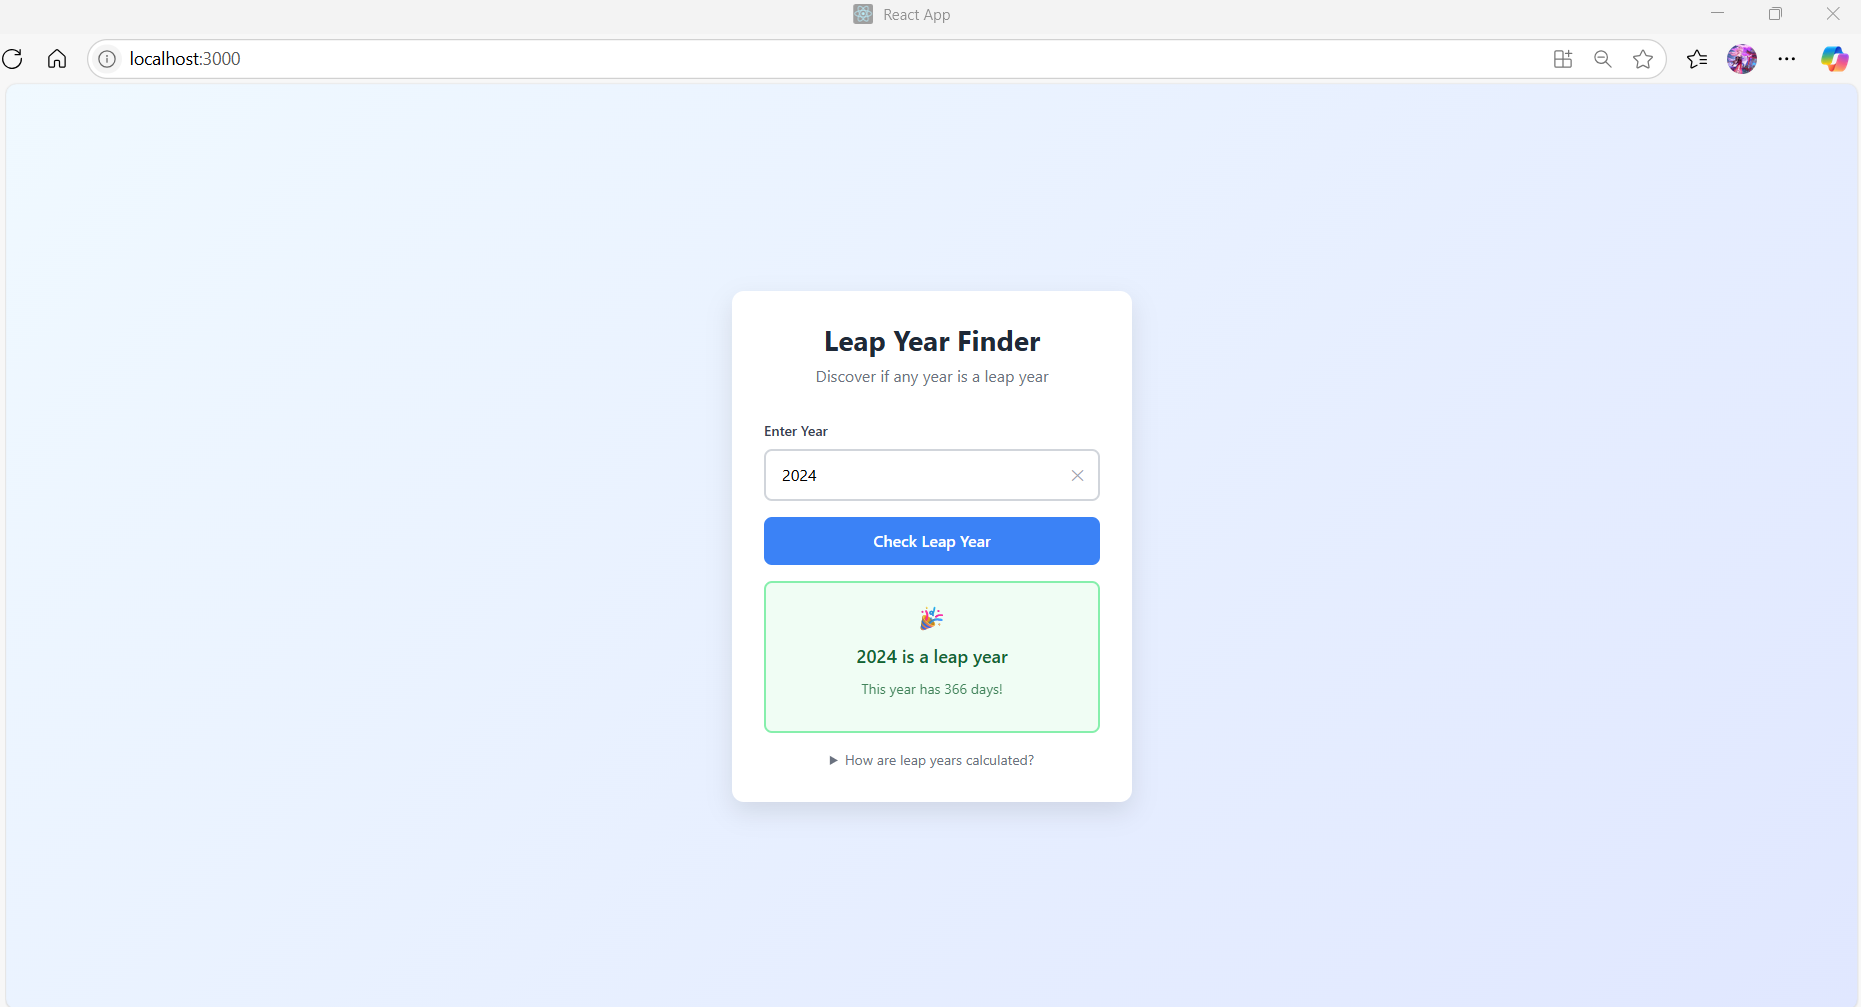 React App
localhost:3000
Leap Year Finder
Discover if any year is a leap year
Enter Year
2024
Check Leap Year
2024 is a leap year
This year has 366 days!
How are leap years calculated?